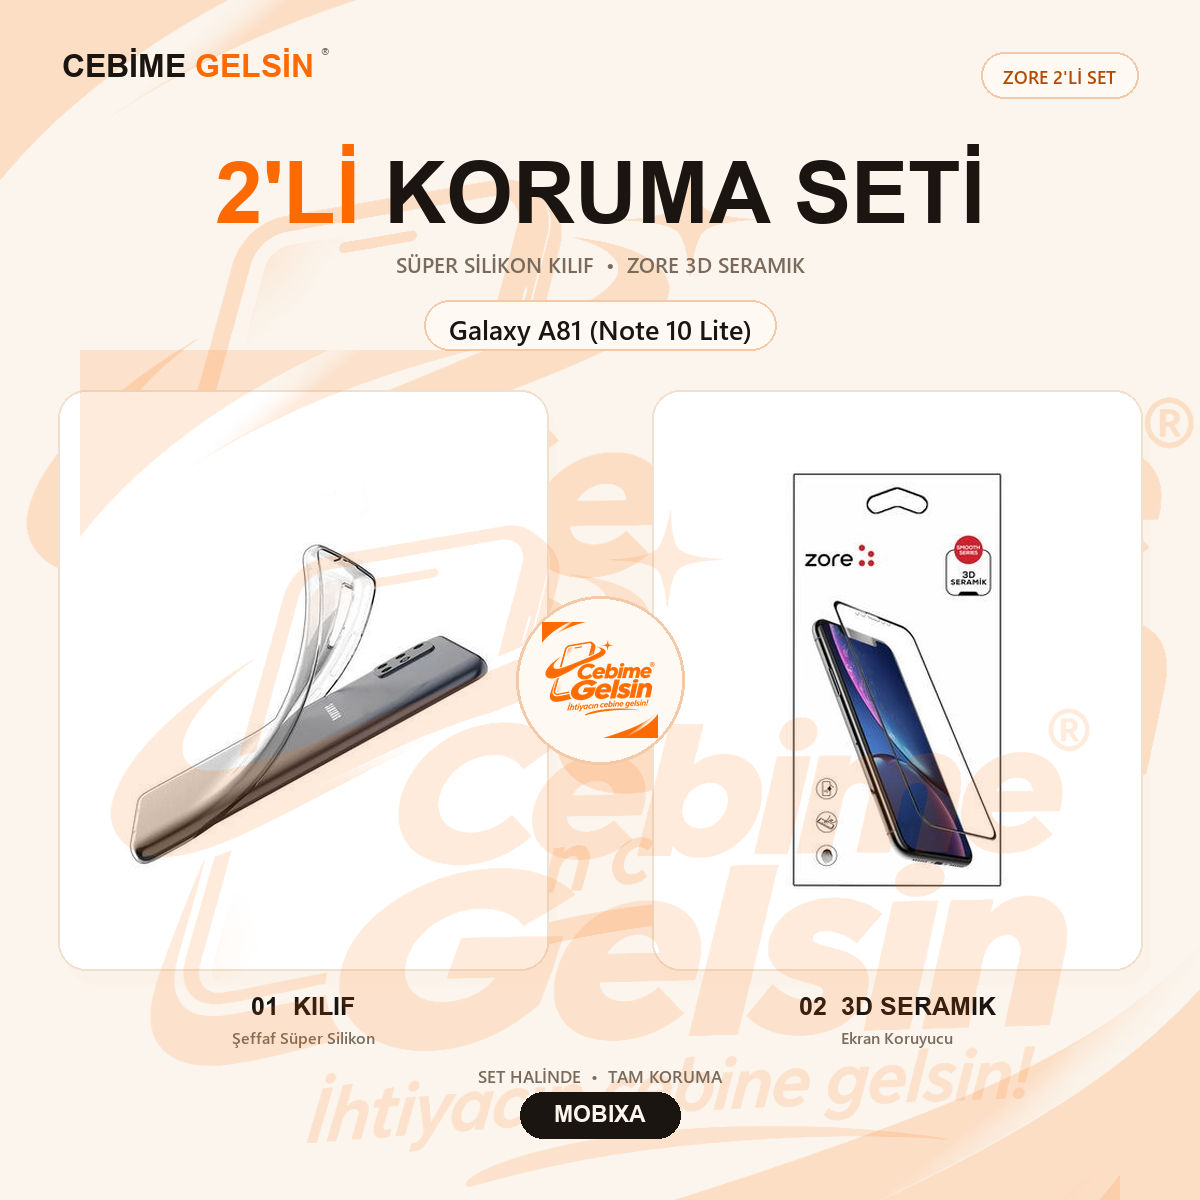 CEBİME GELSİN ®
ZORE 2'Lİ SET
2'Lİ KORUMA SETİ
SÜPER SİLİKON KILIF • ZORE 3D SERAMIK
Galaxy A81 (Note 10 Lite)
zore
SMOOTH
SERIES
3D
SERAMİK
SAMSUNG
Cebime®
Gelsin
İhtiyacın cebine gelsin!
Cebime®
Gelsin
İhtiyacın cebine gelsin!
01 KILIF
Şeffaf Süper Silikon
02 3D SERAMIK
Ekran Koruyucu
SET HALİNDE • TAM KORUMA
MOBIXA